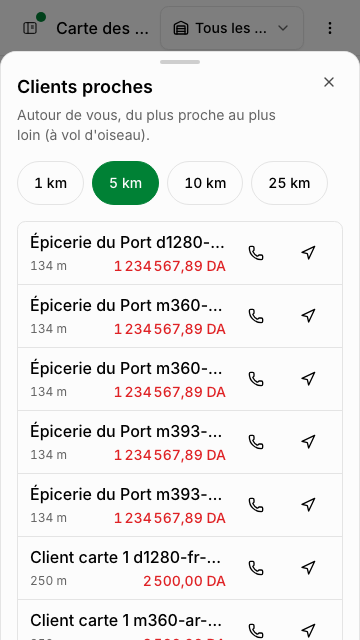 Carte des ...
Tous les ...
Clients proches
Autour de vous, du plus proche au plus
loin (à vol d'oiseau).
1 km
5 km
10 km
25 km
Épicerie du Port d1280-...
134 m
1 234 567,89 DA
Épicerie du Port m360-...
134 m
1 234 567,89 DA
Épicerie du Port m360-...
134 m
1 234 567,89 DA
Épicerie du Port m393-...
134 m
1 234 567,89 DA
Épicerie du Port m393-...
134 m
1 234 567,89 DA
Client carte 1 d1280-fr-...
250 m
2 500,00 DA
Client carte 1 m360-ar-...